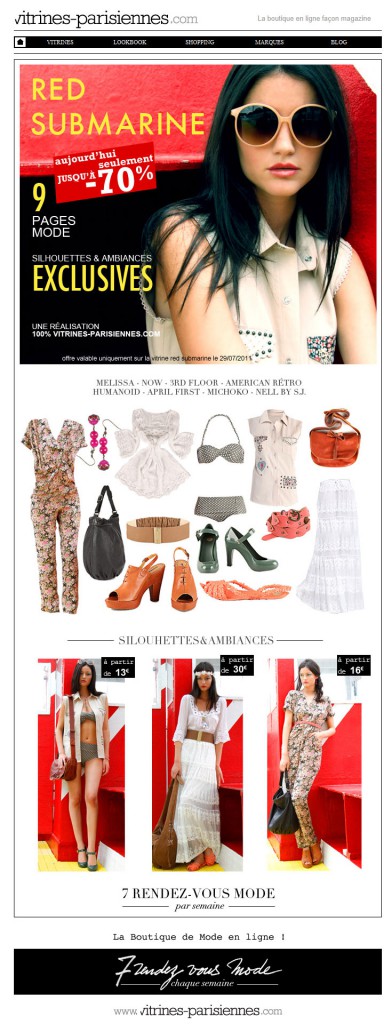 vitrines-parisiennes.com
La boutique en ligne façon magazine
VITRINES LOOKBOOK SHOPPING MARQUES BLOG
RED
SUBMARINE
aujourd'hui
seulement
JUSQU'À -70%
9
PAGES
MODE
SILHOUETTES & AMBIANCES
EXCLUSIVES
UNE RÉALISATION
100% VITRINES-PARISIENNES.COM
offre valable uniquement sur la vitrine red submarine le 29/07/2011
MELISSA - NOW - 3RD FLOOR - AMERICAN RÉTRO
HUMANOID - APRIL FIRST - MICHOKO - NELL BY S.J.
SILOUHETTES&AMBIANCES
à partir
de 13€
à partir
de 30€
à partir
de 16€
7 RENDEZ-VOUS MODE
par semaine
La Boutique de Mode en ligne !
7 rendez vous Mode
chaque semaine
www.vitrines-parisiennes.com